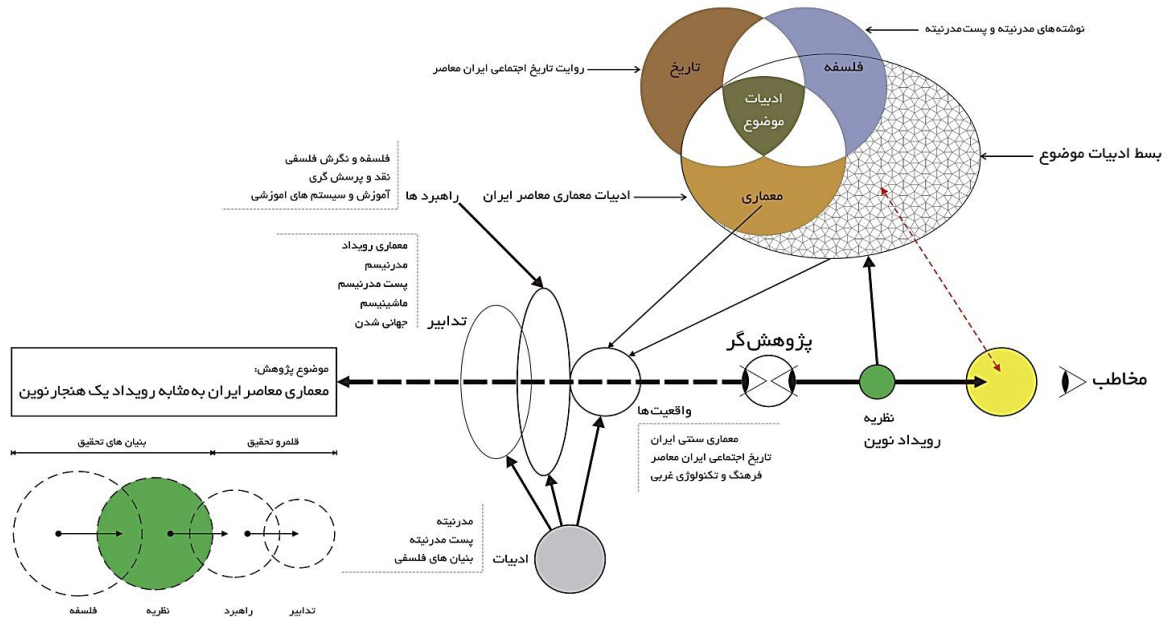 نوشته‌های مدرنیته و پست‌مدرنیته
روایت تاریخ اجتماعی ایران معاصر
تاریخ
فلسفه
ادبیات
موضوع
بسط ادبیات موضوع
معماری
ادبیات معماری معاصر ایران
راهبرد ها
فلسفه و نگرش فلسفی
نقد و پرسش گری
آموزش و سیستم های اموزشی
تدابیر
معماری رویداد
مدرنیسم
پست مدرنیسم
ماشینیسم
جهانی شدن
مخاطب
پژوهش‌گر
نظریه
رویداد نوین
واقعیت‌ها
معماری سنتی ایران
تاریخ اجتماعی ایران معاصر
فرهنگ و تکنولوژی غربی
موضوع پژوهش:
معماری معاصر ایران به مثابه رویداد یک هنجار نوین
ادبیات
مدرنیته
پست مدرنیته
بنیان های فلسفی
قلمرو تحقیق
بنیان های تحقیق
تدابیر
راهبرد
نظریه
فلسفه